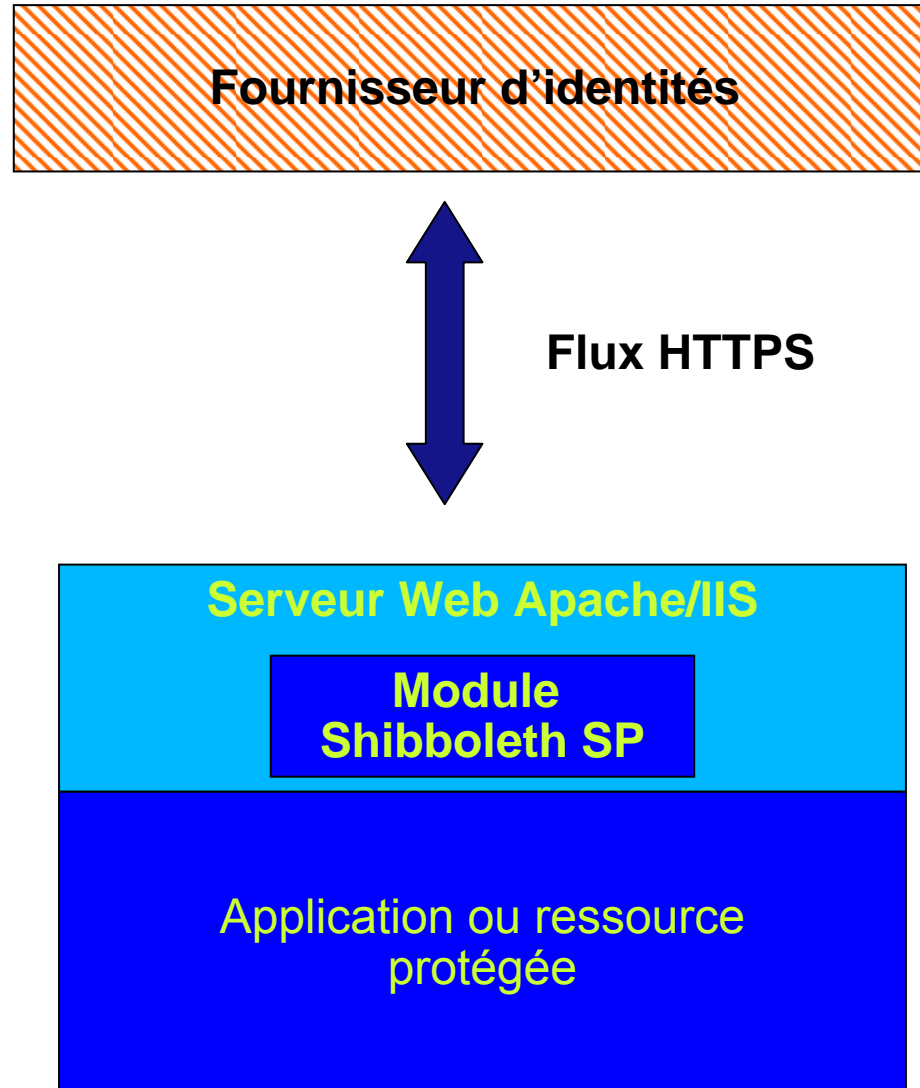 Fournisseur d’identités
Flux HTTPS
Serveur Web Apache/IIS
Module
Shibboleth SP
Application ou ressource
protégée